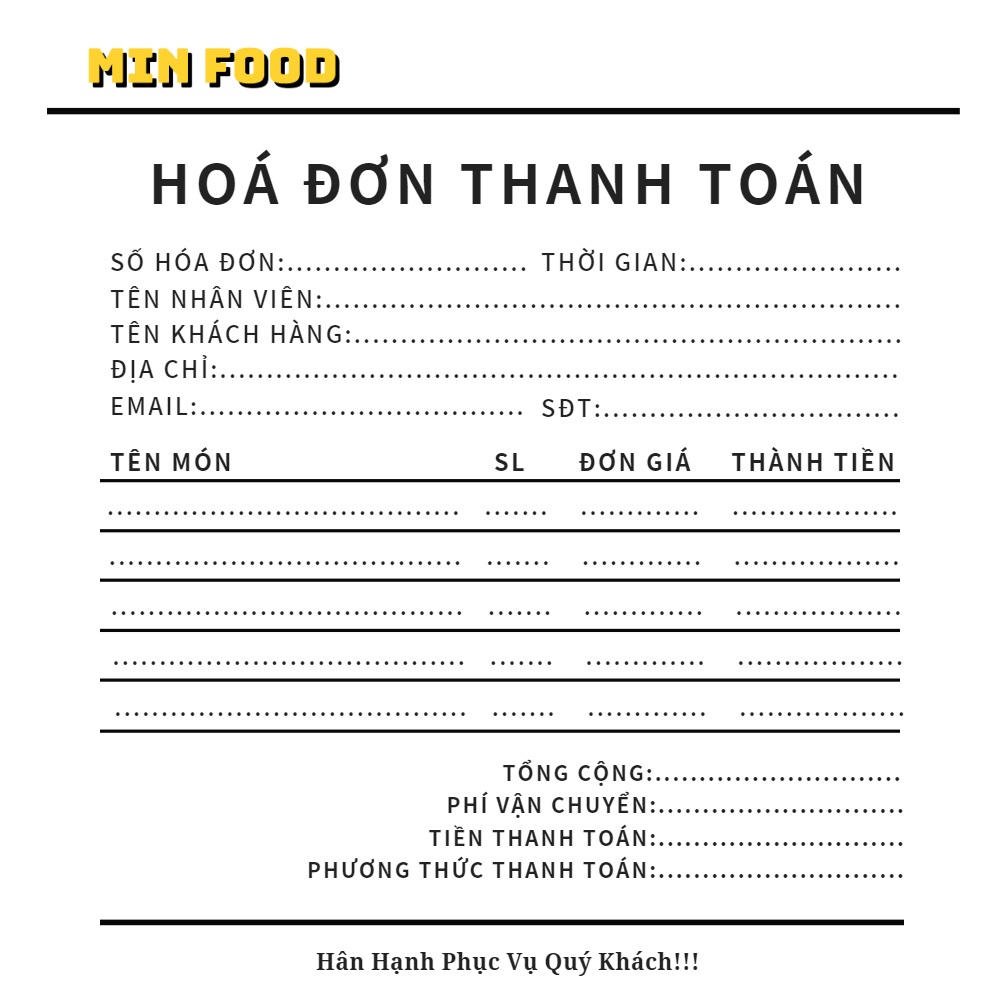 MIN FOOD
HOÁ ĐƠN THANH TOÁN
SỐ HÓA ĐƠN:.......................... THỜI GIAN:.......................
TÊN NHÂN VIÊN:..............................................................
TÊN KHÁCH HÀNG:...........................................................
ĐỊA CHỈ:.........................................................................
EMAIL:................................... SĐT:................................
TÊN MÓN SL ĐƠN GIÁ THÀNH TIỀN
...................................... ....... ............. ..................
...................................... ....... ............. ..................
...................................... ....... ............. ..................
...................................... ....... ............. ..................
...................................... ....... ............. ..................
TỔNG CỘNG:............................
PHÍ VẬN CHUYỂN:............................
TIỀN THANH TOÁN:............................
PHƯƠNG THỨC THANH TOÁN:............................
Hân Hạnh Phục Vụ Quý Khách!!!